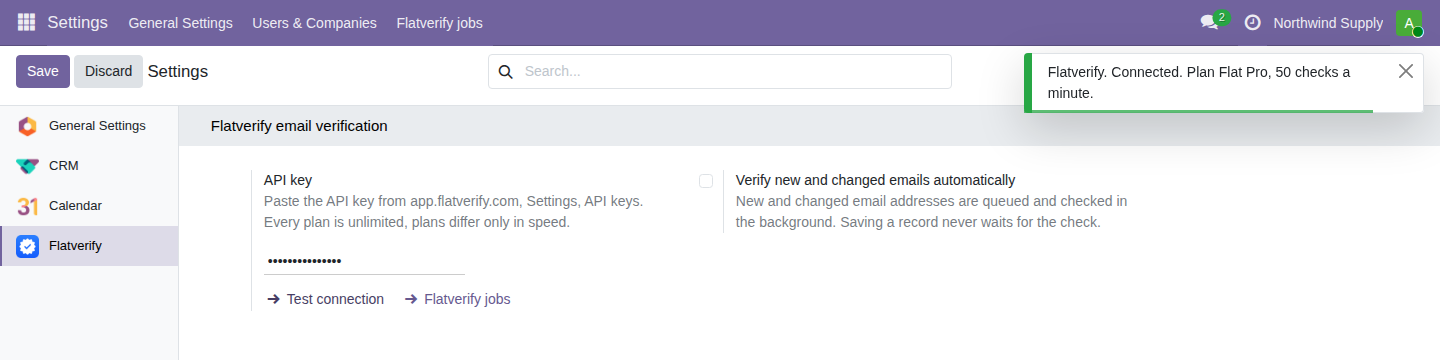 Settings General Settings Users & Companies Flatverify jobs 2 Northwind Supply A
Save Discard Settings Search...
Flatverify. Connected. Plan Flat Pro, 50 checks a
minute.
General Settings
CRM
31 Calendar
Flatverify
Flatverify email verification
API key
Paste the API key from app.flatverify.com, Settings, API keys.
Every plan is unlimited, plans differ only in speed.
•••••••••••••••
Test connection Flatverify jobs
Verify new and changed emails automatically
New and changed email addresses are queued and checked in
the background. Saving a record never waits for the check.